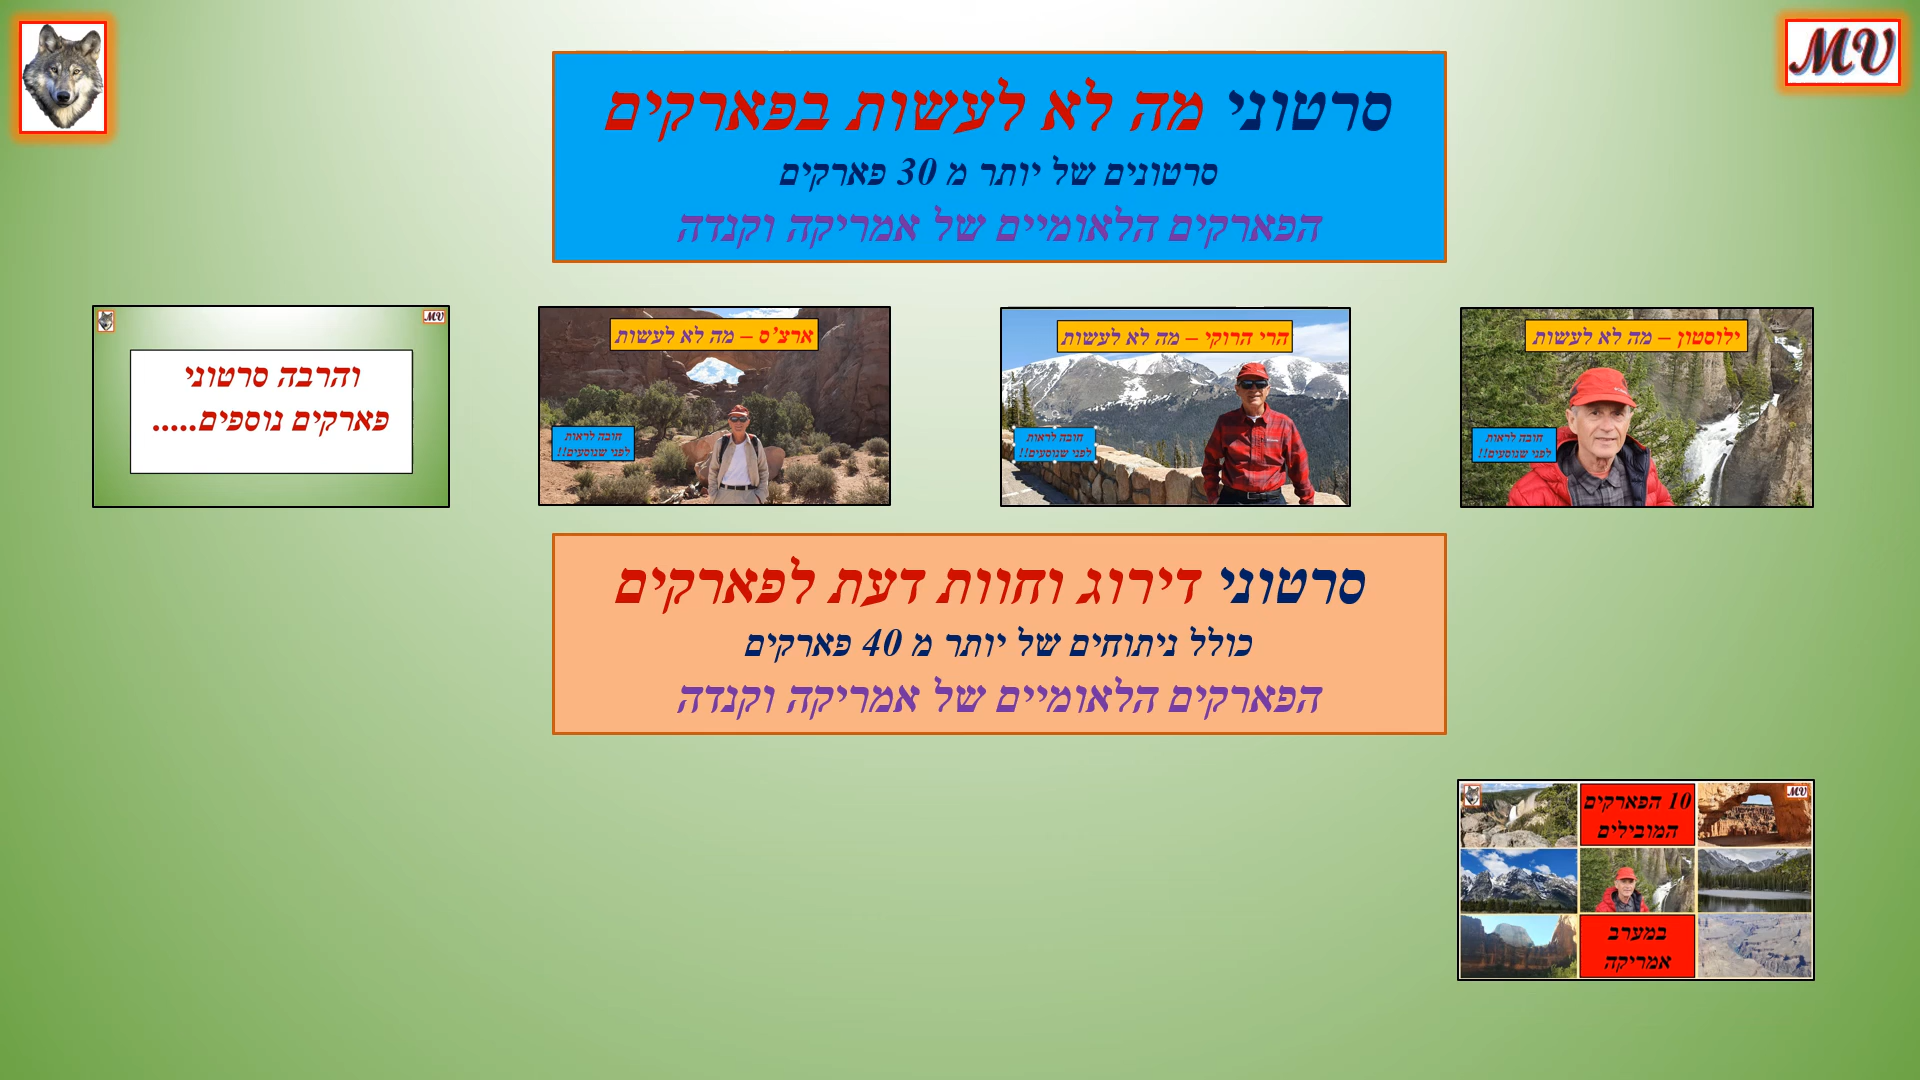 MV
סרטוני מה לא לעשות בפארקים
סרטונים של יותר מ 30 פארקים
הפארקים הלאומיים של אמריקה וקנדה
ילוסטון – מה לא לעשות
חובה לראות
לפני שנוסעים!!
הרי הרוקי – מה לא לעשות
חובה לראות
לפני שנוסעים!!
ארצ'ס – מה לא לעשות
חובה לראות
לפני שנוסעים!!
MV
והרבה סרטוני
פארקים נוספים.....
סרטוני דירוג וחוות דעת לפארקים
כולל ניתוחים של יותר מ 40 פארקים
הפארקים הלאומיים של אמריקה וקנדה
MV
10 הפארקים
המובילים
במערב
אמריקה